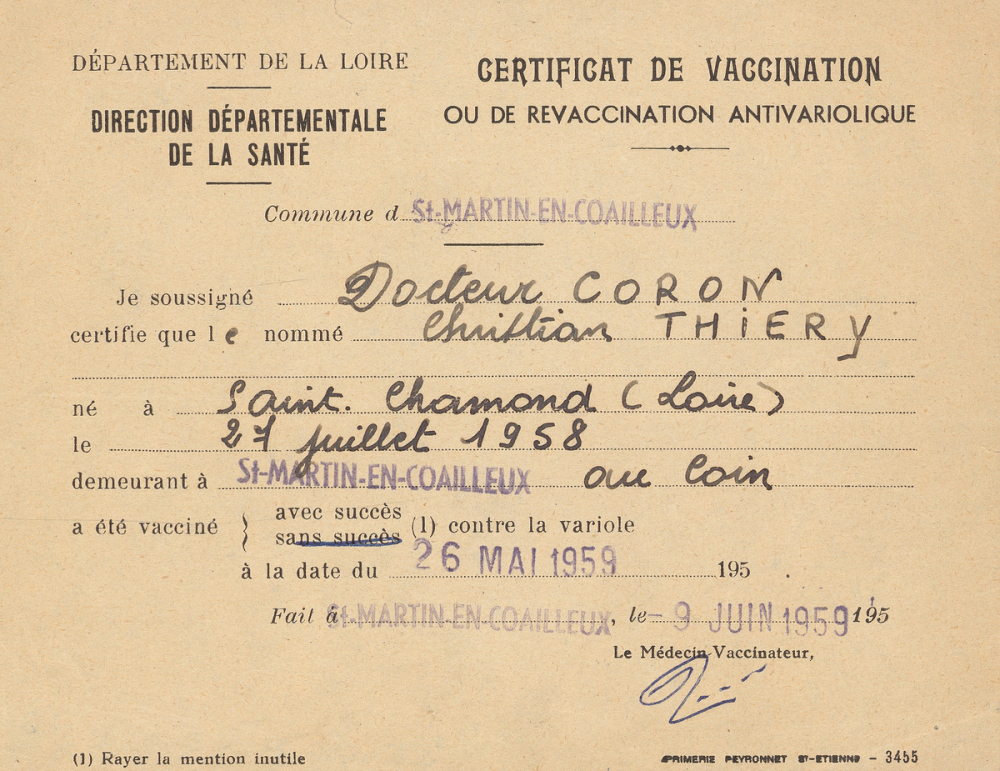 DÉPARTEMENT DE LA LOIRE
DIRECTION DÉPARTEMENTALE
DE LA SANTÉ
CERTIFICAT DE VACCINATION
OU DE REVACCINATION ANTIVARIOLIQUE
Commune d St-MARTIN-EN-COAILLEUX
Je soussigné Docteur CORON
certifie que le nommé Christian THiERy
né à Saint. Chamond (Loire)
le 27 juillet 1958
demeurant à St-MARTIN-EN-COAILLEUX au Coin
a été vacciné } avec succès
sans succès (1) contre la variole
à la date du 26 MAI 1959 195 .
Fait à St-MARTIN-EN-COAILLEUX, le - 9 JUIN 1959 195
Le Médecin-Vaccinateur,
(1) Rayer la mention inutile
IMPRIMERIE PEYRONNET St-ETIENNE - 3455